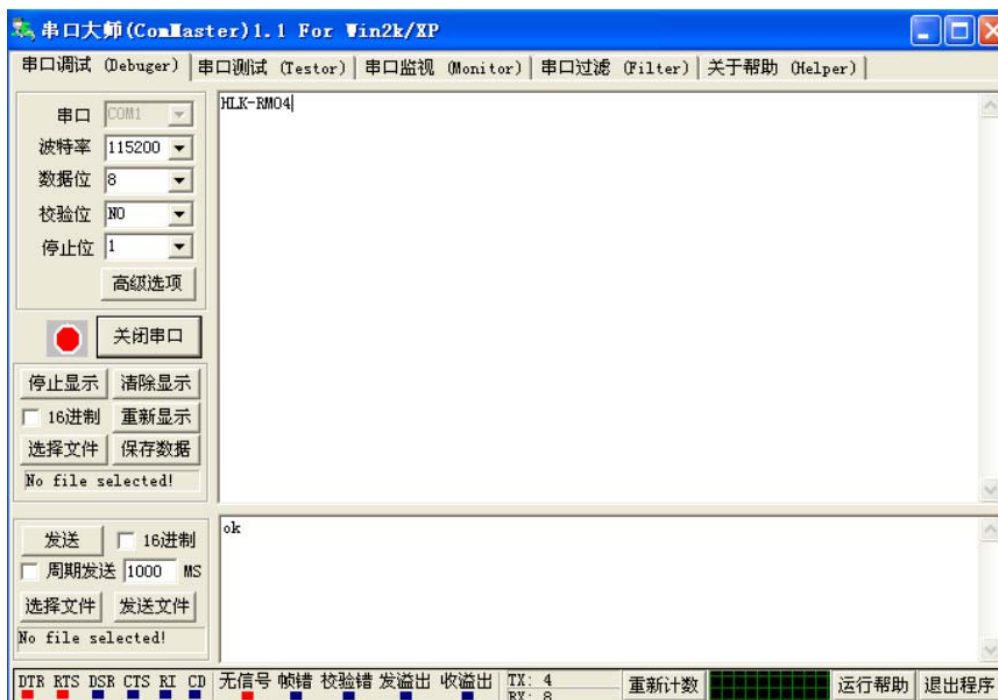 串口大师(ComMaster)1.1 For Win2k/XP
串口调试 (Debuger) 串口测试 (Testor) 串口监视 (Monitor) 串口过滤 (Filter) 关于帮助 (Helper)
串口 COM1
波特率 115200
数据位 8
校验位 NO
停止位 1
高级选项
关闭串口
停止显示 清除显示
16进制 重新显示
选择文件 保存数据
No file selected!
HLK-RM04
发送 16进制
周期发送 1000 MS
选择文件 发送文件
No file selected!
ok
DTR RTS DSR CTS RI CD 无信号 帧错 校验错 发溢出 收溢出 TX: 4
RX: 8
重新计数 运行帮助 退出程序